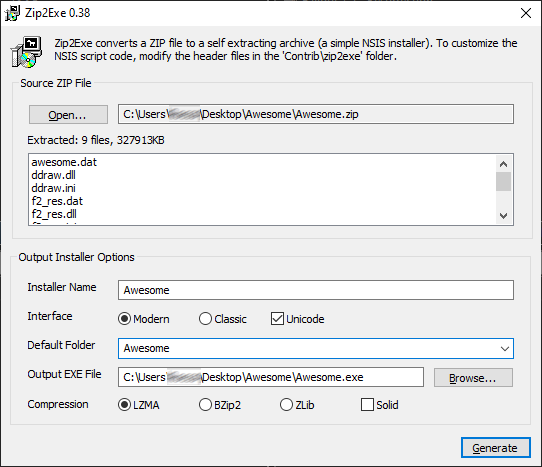 Zip2Exe 0.38
Zip2Exe converts a ZIP file to a self extracting archive (a simple NSIS installer). To customize the
NSIS script code, modify the header files in the 'Contrib\zip2exe' folder.
Source ZIP File
Open... C:\Users\ \Desktop\Awesome\Awesome.zip
Extracted: 9 files, 327913KB
awesome.dat
ddraw.dll
ddraw.ini
f2_res.dat
f2_res.dll
Output Installer Options
Installer Name Awesome
Interface Modern Classic Unicode
Default Folder Awesome
Output EXE File C:\Users\ \Desktop\Awesome\Awesome.exe Browse...
Compression LZMA BZip2 ZLib Solid
Generate